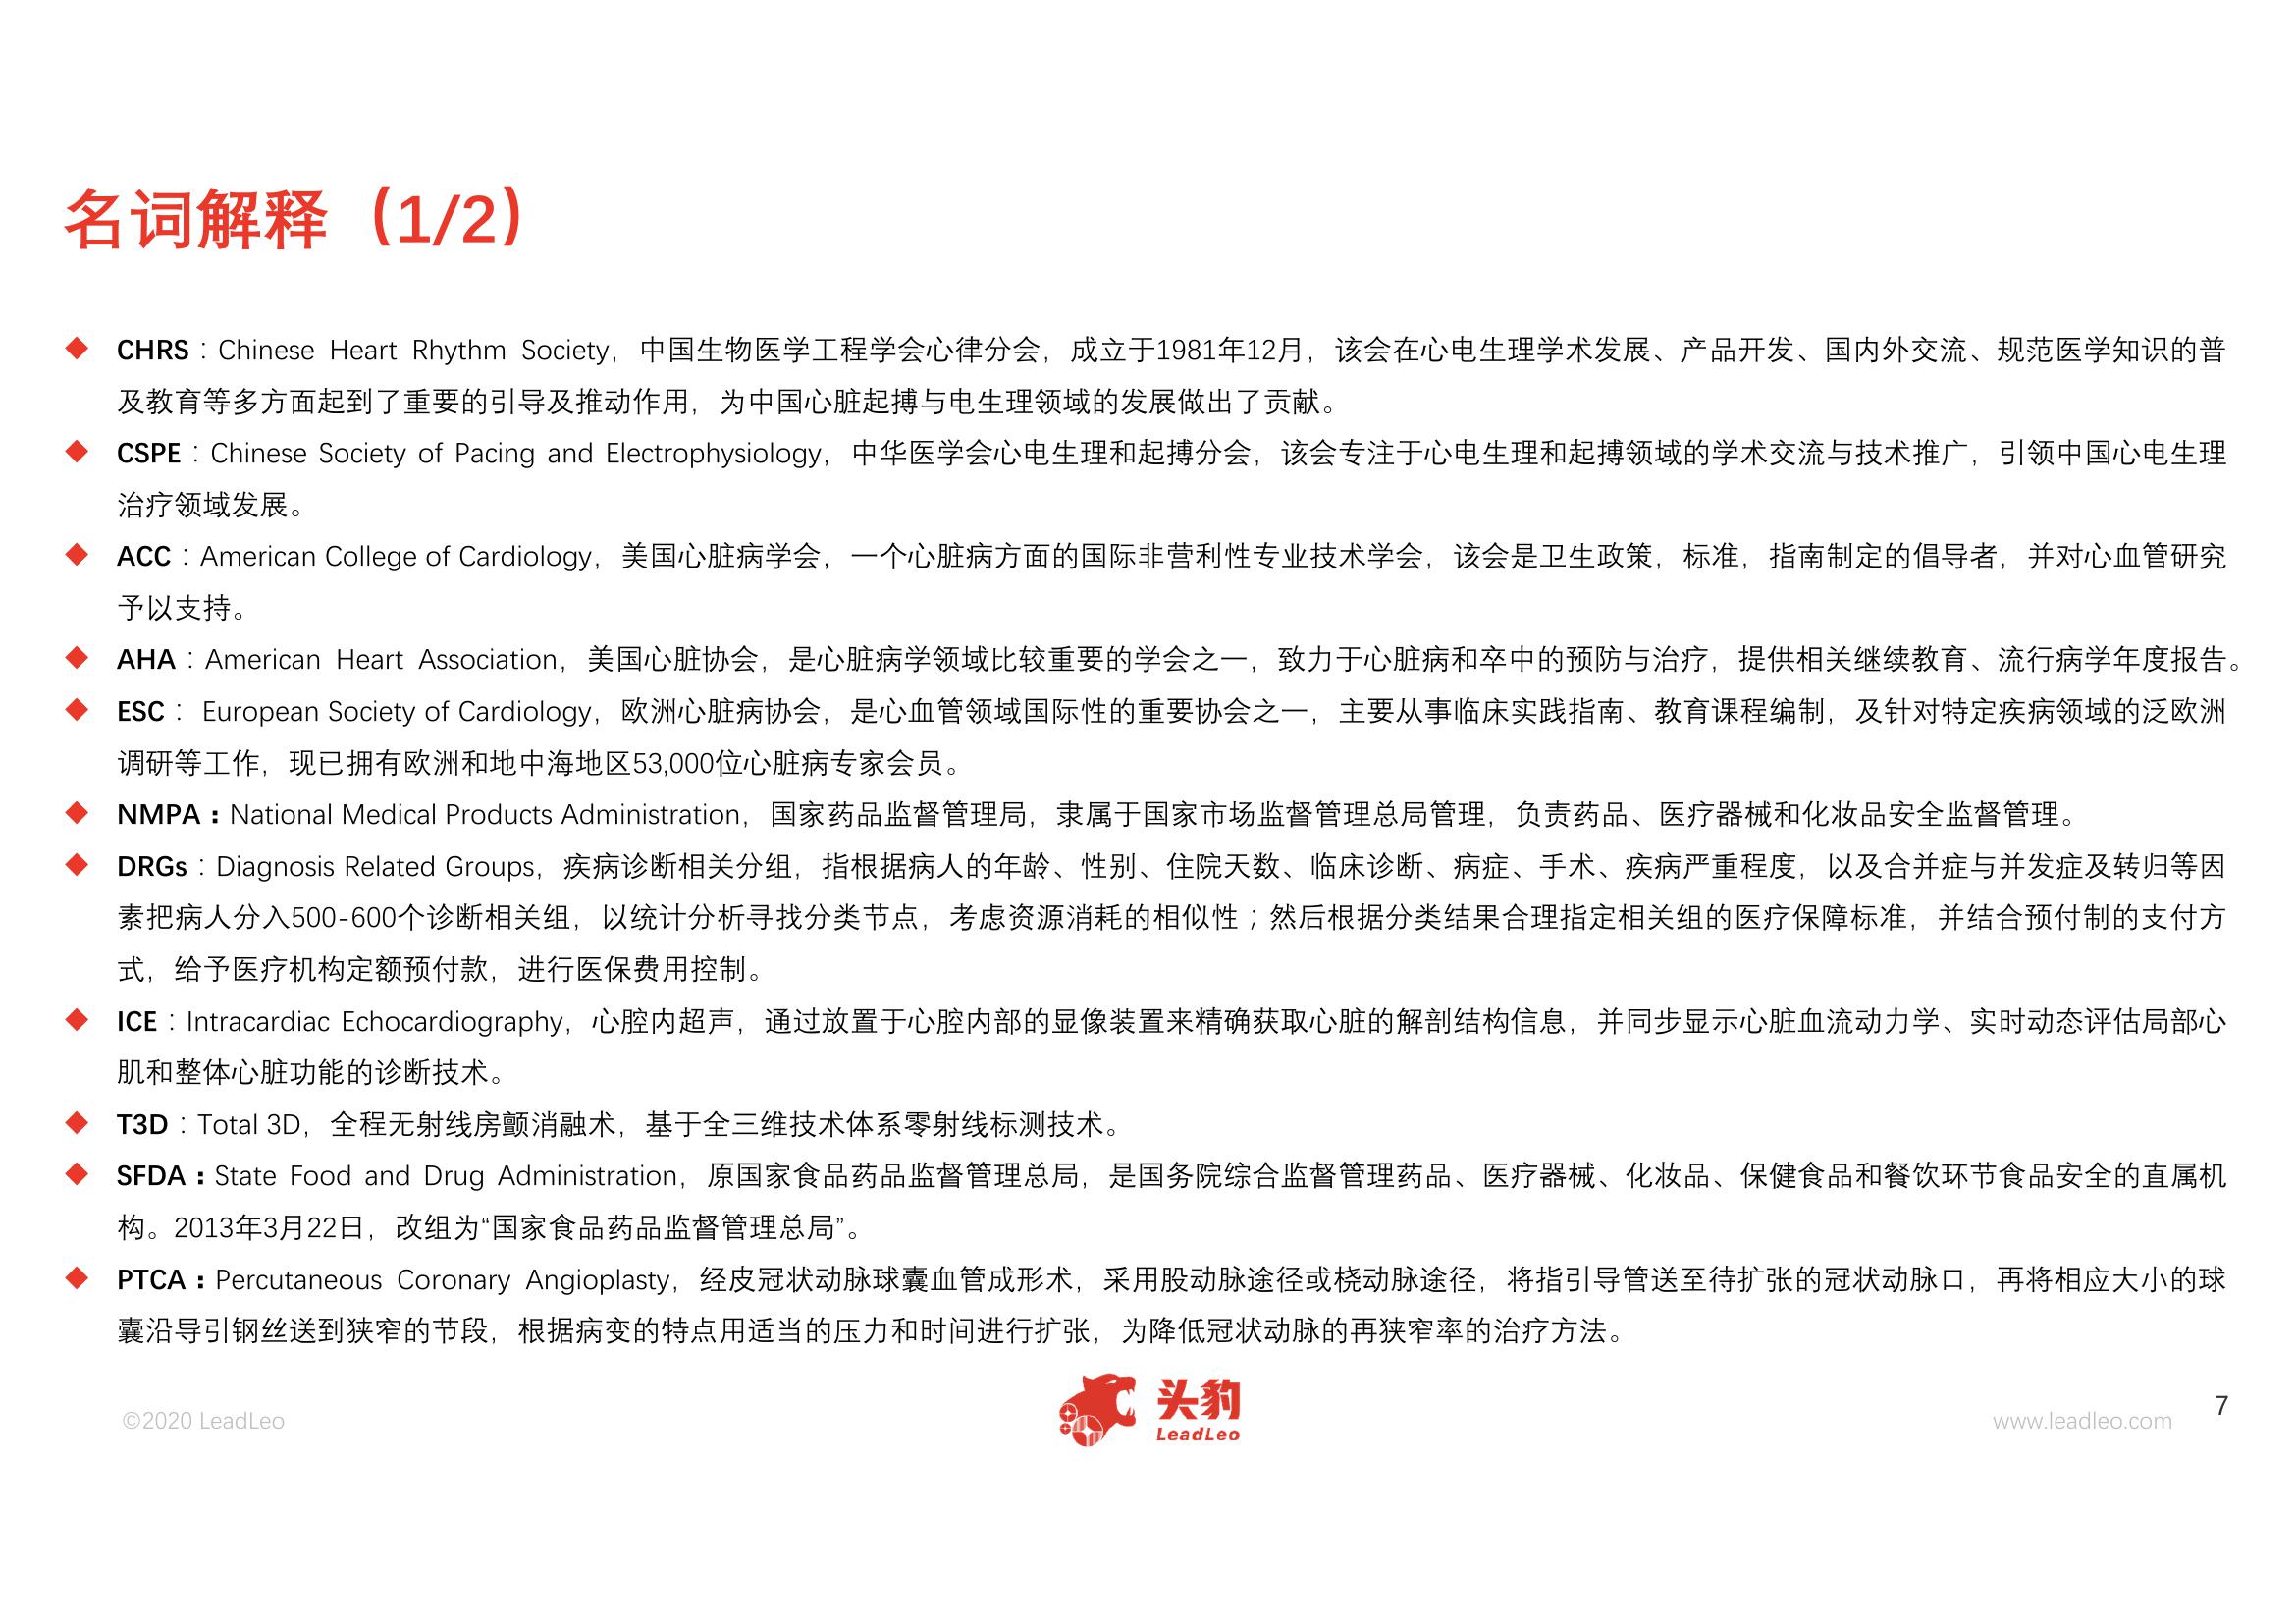 名词解释（1/2）
CHRS：Chinese Heart Rhythm Society，中国生物医学工程学会心律分会，成立于1981年12月，该会在心电生理学术发展、产品开发、国内外交流、规范医学知识的普
及教育等多方面起到了重要的引导及推动作用，为中国心脏起搏与电生理领域的发展做出了贡献。
CSPE：Chinese Society of Pacing and Electrophysiology，中华医学会心电生理和起搏分会，该会专注于心电生理和起搏领域的学术交流与技术推广，引领中国心电生理
治疗领域发展。
ACC：American College of Cardiology，美国心脏病学会，一个心脏病方面的国际非营利性专业技术学会，该会是卫生政策，标准，指南制定的倡导者，并对心血管研究
予以支持。
AHA：American Heart Association，美国心脏协会，是心脏病学领域比较重要的学会之一，致力于心脏病和卒中的预防与治疗，提供相关继续教育、流行病学年度报告。
ESC： European Society of Cardiology，欧洲心脏病协会，是心血管领域国际性的重要协会之一，主要从事临床实践指南、教育课程编制，及针对特定疾病领域的泛欧洲
调研等工作，现已拥有欧洲和地中海地区53,000位心脏病专家会员。
NMPA：National Medical Products Administration，国家药品监督管理局，隶属于国家市场监督管理总局管理，负责药品、医疗器械和化妆品安全监督管理。
DRGs：Diagnosis Related Groups，疾病诊断相关分组，指根据病人的年龄、性别、住院天数、临床诊断、病症、手术、疾病严重程度，以及合并症与并发症及转归等因
素把病人分入500-600个诊断相关组，以统计分析寻找分类节点，考虑资源消耗的相似性；然后根据分类结果合理指定相关组的医疗保障标准，并结合预付制的支付方
式，给予医疗机构定额预付款，进行医保费用控制。
ICE：Intracardiac Echocardiography，心腔内超声，通过放置于心腔内部的显像装置来精确获取心脏的解剖结构信息，并同步显示心脏血流动力学、实时动态评估局部心
肌和整体心脏功能的诊断技术。
T3D：Total 3D，全程无射线房颤消融术，基于全三维技术体系零射线标测技术。
SFDA：State Food and Drug Administration，原国家食品药品监督管理总局，是国务院综合监督管理药品、医疗器械、化妆品、保健食品和餐饮环节食品安全的直属机
构。2013年3月22日，改组为“国家食品药品监督管理总局”。
PTCA：Percutaneous Coronary Angioplasty，经皮冠状动脉球囊血管成形术，采用股动脉途径或桡动脉途径，将指引导管送至待扩张的冠状动脉口，再将相应大小的球
囊沿导引钢丝送到狭窄的节段，根据病变的特点用适当的压力和时间进行扩张，为降低冠状动脉的再狭窄率的治疗方法。
©2020 LeadLeo
头豹
LeadLeo
www.leadleo.com
7